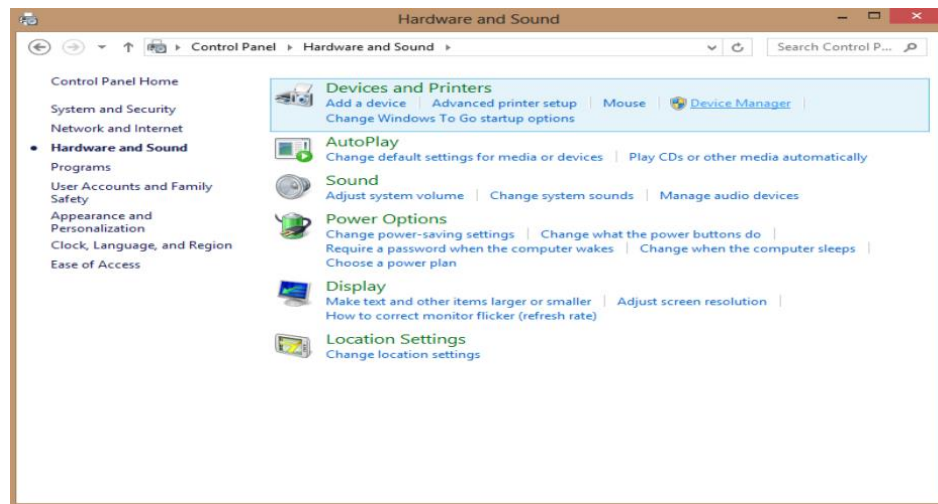 Hardware and Sound
Control Panel Hardware and Sound
Search Control P...
Control Panel Home
System and Security
Network and Internet
Hardware and Sound
Programs
User Accounts and Family
Safety
Appearance and
Personalization
Clock, Language, and Region
Ease of Access
Devices and Printers
Add a device Advanced printer setup Mouse Device Manager
Change Windows To Go startup options
AutoPlay
Change default settings for media or devices Play CDs or other media automatically
Sound
Adjust system volume Change system sounds Manage audio devices
Power Options
Change power-saving settings Change what the power buttons do
Require a password when the computer wakes Change when the computer sleeps
Choose a power plan
Display
Make text and other items larger or smaller Adjust screen resolution
How to correct monitor flicker (refresh rate)
Location Settings
Change location settings